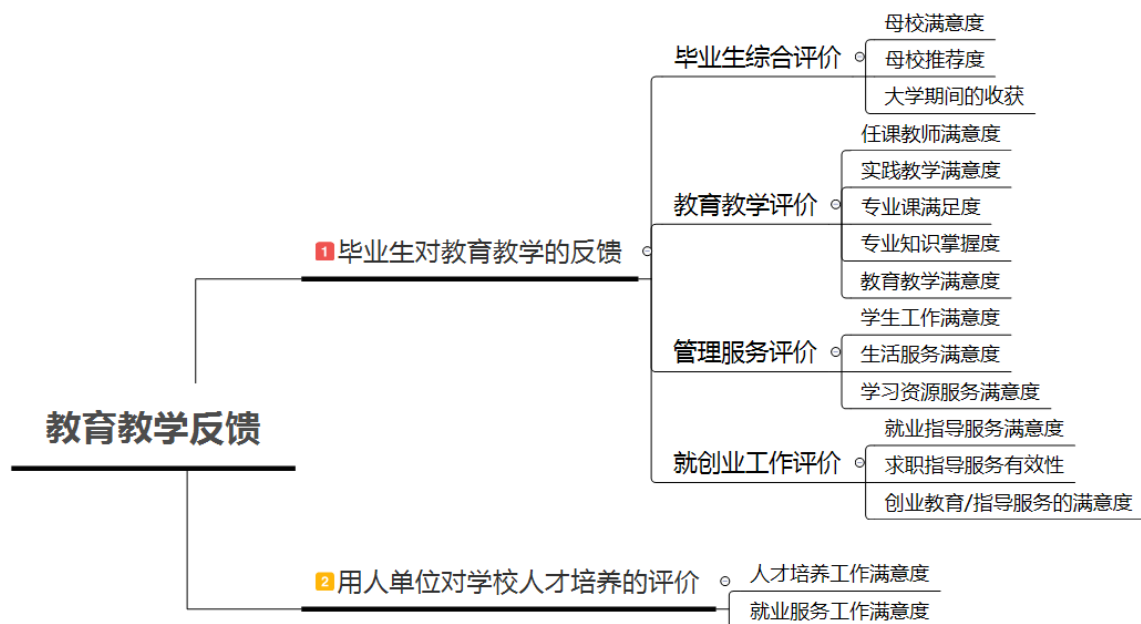 教育教学反馈
1 毕业生对教育教学的反馈
毕业生综合评价
母校满意度
母校推荐度
大学期间的收获
教育教学评价
任课教师满意度
实践教学满意度
专业课满足度
专业知识掌握度
教育教学满意度
管理服务评价
学生工作满意度
生活服务满意度
学习资源服务满意度
就创业工作评价
就业指导服务满意度
求职指导服务有效性
创业教育/指导服务的满意度
2 用人单位对学校人才培养的评价
人才培养工作满意度
就业服务工作满意度